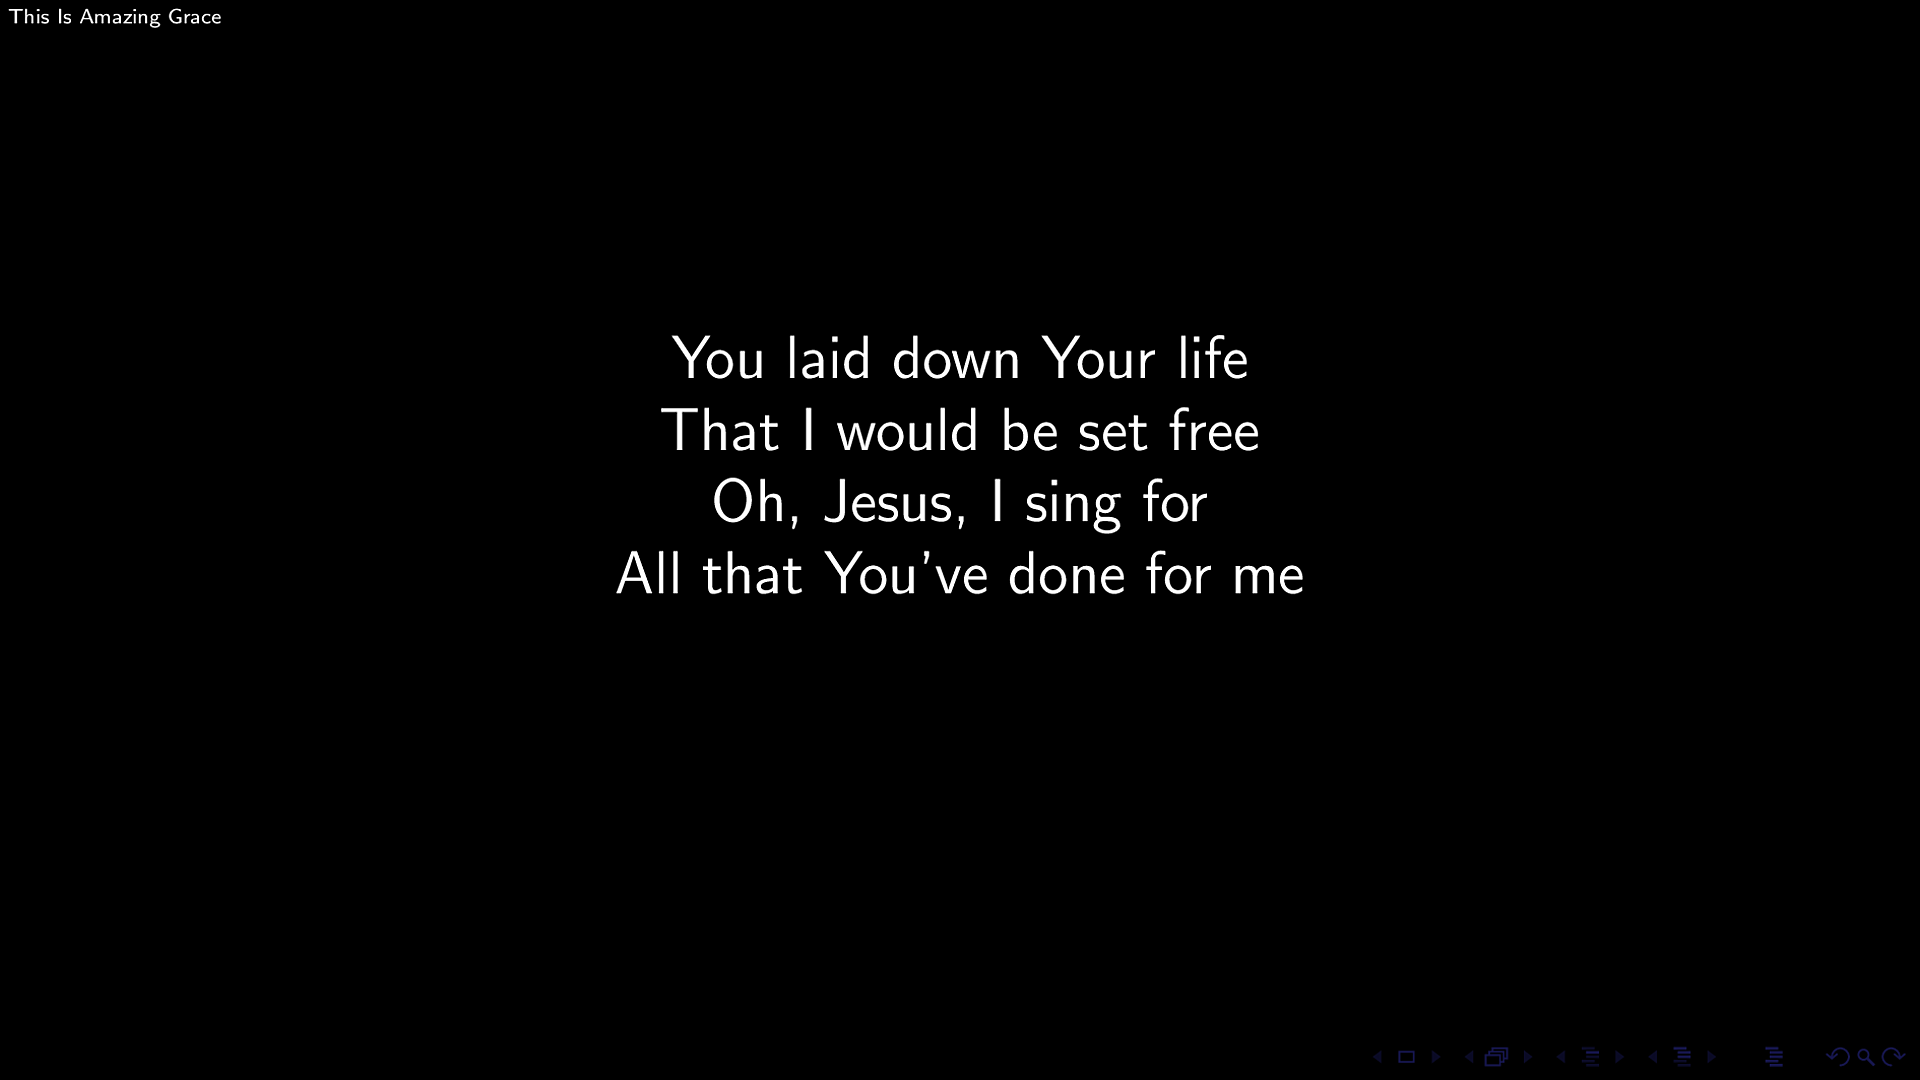 This Is Amazing Grace
You laid down Your life
That I would be set free
Oh, Jesus, I sing for
All that You've done for me